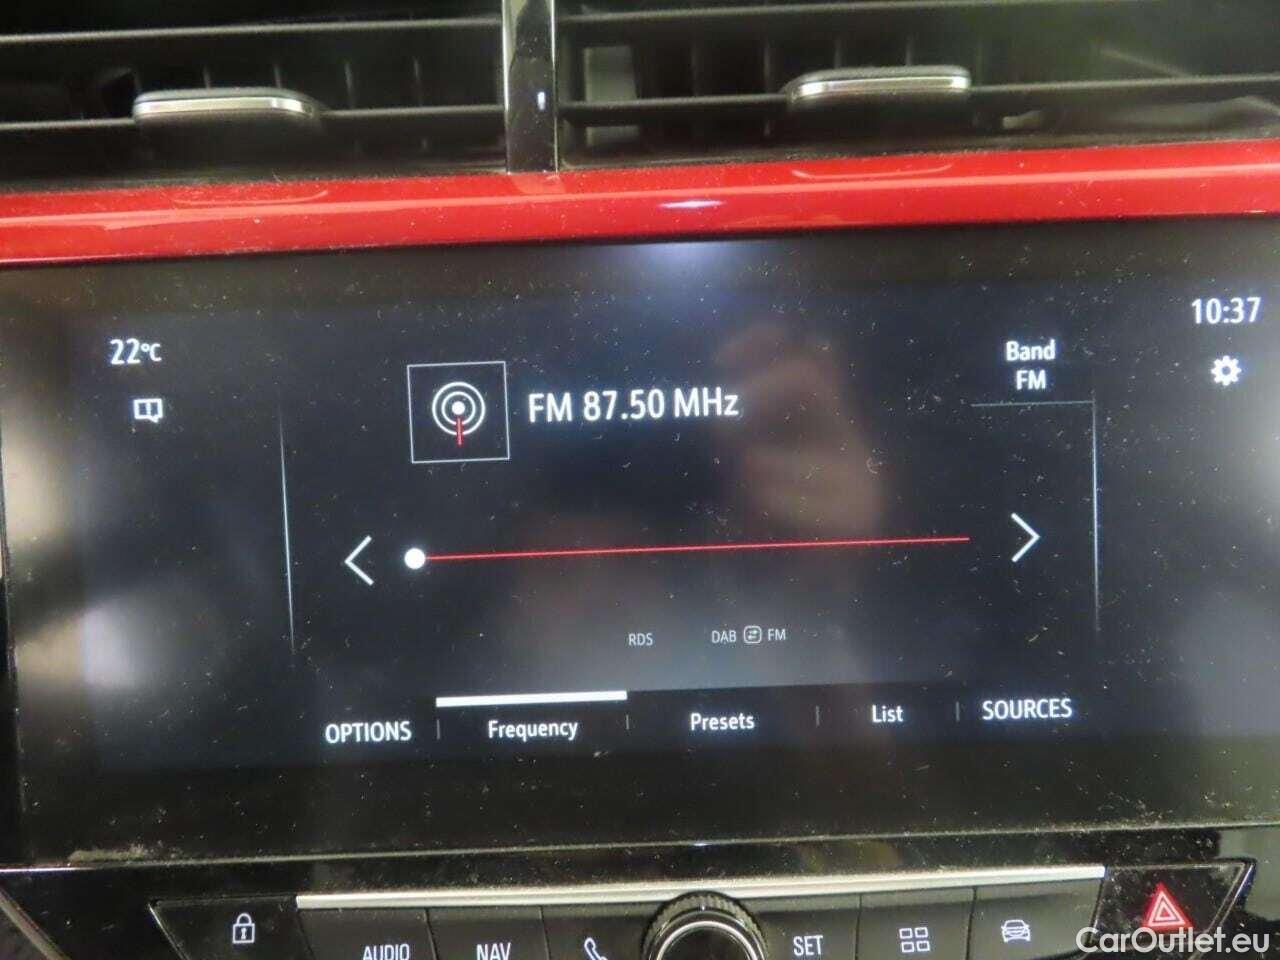 10:37
22°C
Band
FM
FM 87.50 MHz
RDS
DAB FM
OPTIONS
Frequency
Presets
List
SOURCES
AUDIO
NAV
SET
CarOutlet.eu